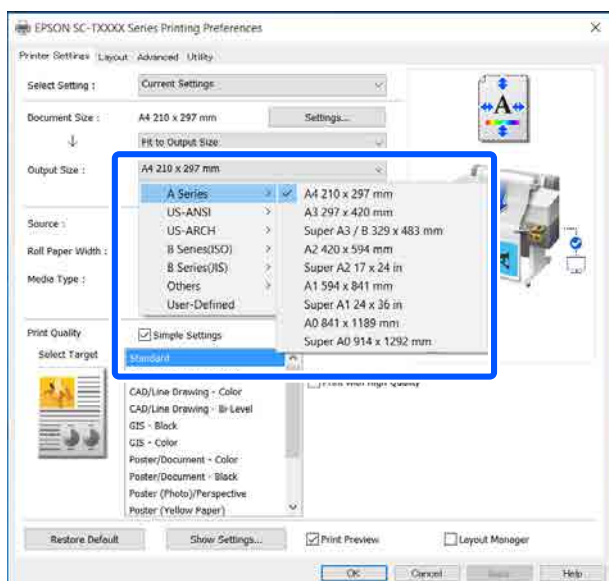 EPSON SC-TXXXX Series Printing Preferences
Printer Settings Layout Advanced Utility
Select Setting : Current Settings
Document Size : A4 210 x 297 mm Settings...
Fit to Output Size
Output Size : A4 210 x 297 mm
A Series
US-ANSI
US-ARCH
B Series(ISO)
B Series(JIS)
Others
User-Defined
A4 210 x 297 mm
A3 297 x 420 mm
Super A3 / B 329 x 483 mm
A2 420 x 594 mm
Super A2 17 x 24 in
A1 594 x 841 mm
Super A1 24 x 36 in
A0 841 x 1189 mm
Super A0 914 x 1292 mm
A
Source :
Roll Paper Width :
Media Type :
Print Quality Simple Settings
Select Target
Standard
Print with High Quality
CAD/Line Drawing - Color
CAD/Line Drawing - Bi-Level
GIS - Black
GIS - Color
Poster/Document - Color
Poster/Document - Black
Poster (Photo)/Perspective
Poster (Yellow Paper)
Restore Default Show Settings... Print Preview Layout Manager
OK Cancel Help